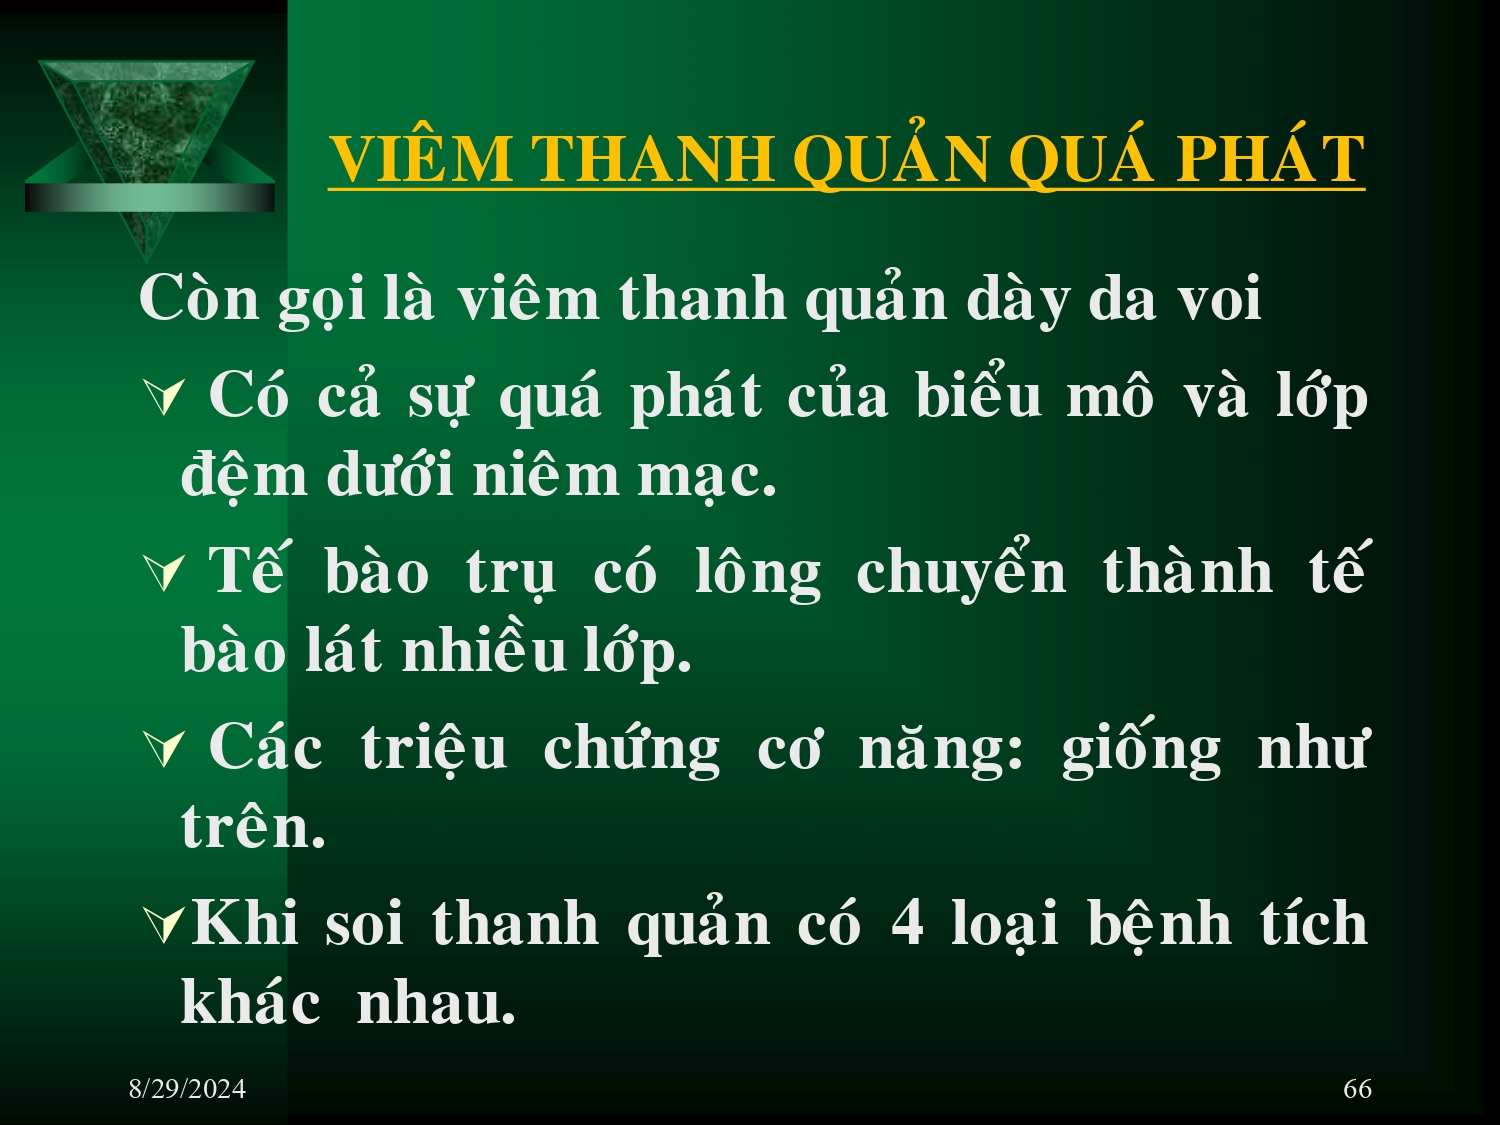 VIÊM THANH QUẢN QUÁ PHÁT
Còn gọi là viêm thanh quản dày da voi
Có cả sự quá phát của biểu mô và lớp
đệm dưới niêm mạc.
Tế bào trụ có lông chuyển thành tế
bào lát nhiều lớp.
Các triệu chứng cơ năng: giống như
trên.
Khi soi thanh quản có 4 loại bệnh tích
khác nhau.
8/29/2024
66